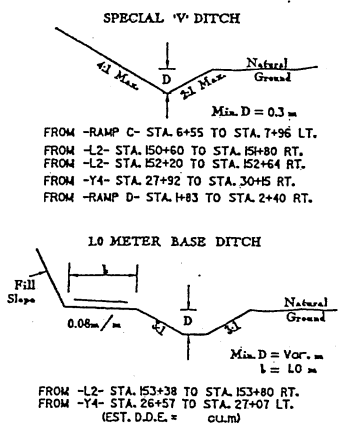 SPECIAL 'V' DITCH
4:1 Max.
D
2:1 Max.
Natural
Ground
Min. D = 0.3 m
FROM -RAMP C- STA. 6+55 TO STA. 7+96 LT.
FROM -L2- STA. 150+60 TO STA. 151+80 RT.
FROM -L2- STA. 152+20 TO STA. 152+64 RT.
FROM -Y4- STA. 27+92 TO STA. 30+15 RT.
FROM -RAMP D- STA. 1+83 TO STA. 2+40 RT.
1.0 METER BASE DITCH
Fill
Slope
0.08m/m
D
Natural
Ground
Min. D = Var. m
= 1.0 m
FROM -L2- STA. 153+38 TO STA. 153+80 RT.
FROM -Y4- STA. 26+57 TO STA. 27+07 LT.
(EST. D.D.E. = cu.m)